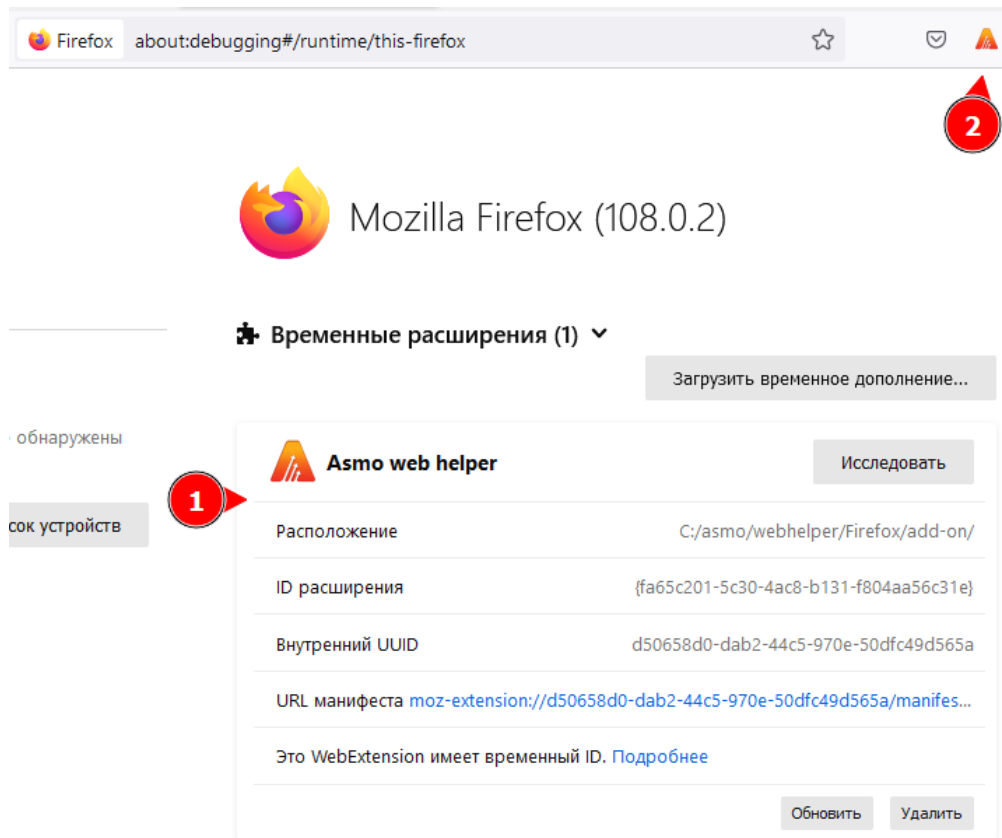 Firefox about:debugging#/runtime/this-firefox
2
Mozilla Firefox (108.0.2)
Временные расширения (1)
Загрузить временное дополнение...
обнаружены
Asmo web helper
Исследовать
1
сок устройств
Расположение C:/asmo/webhelper/Firefox/add-on/
ID расширения {fa65c201-5c30-4ac8-b131-f804aa56c31e}
Внутренний UUID d50658d0-dab2-44c5-970e-50dfc49d565a
URL манифеста moz-extension://d50658d0-dab2-44c5-970e-50dfc49d565a/manifes...
Это WebExtension имеет временный ID. Подробнее
Обновить Удалить